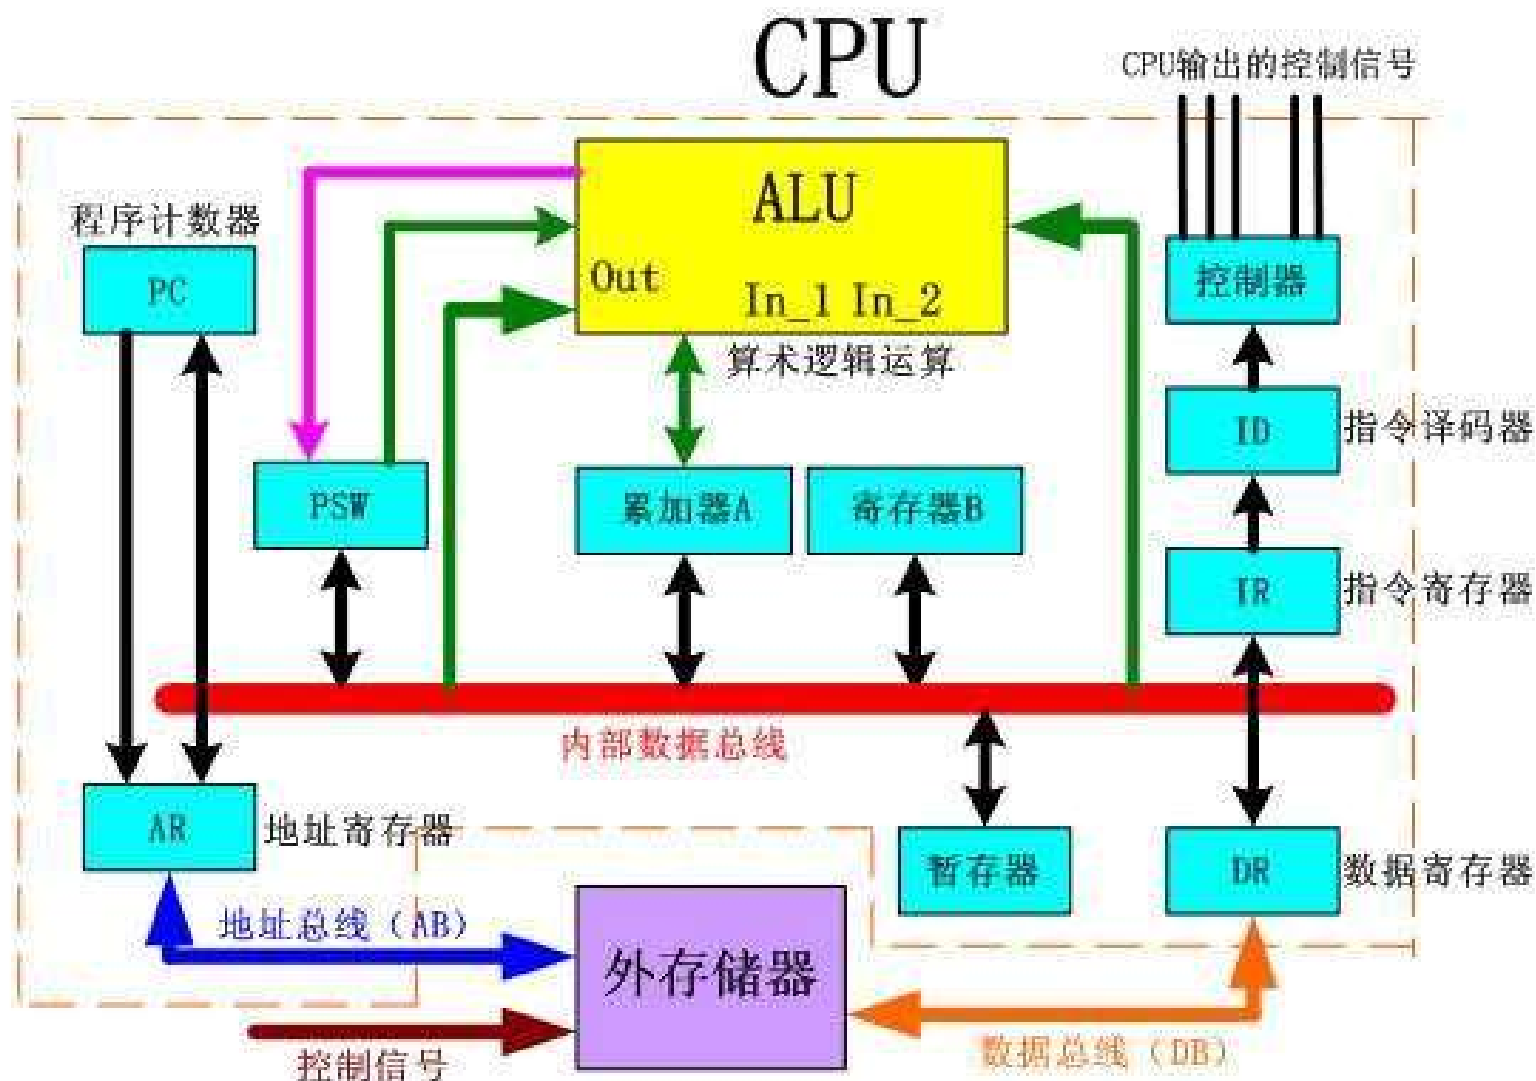 CPU
CPU输出的控制信号
ALU
程序计数器
PC
Out
In_1 In_2
控制器
算术逻辑运算
ID
指令译码器
PSW
累加器A
寄存器B
IR
指令寄存器
内部数据总线
AR
地址寄存器
暂存器
DR
数据寄存器
地址总线（AB）
外存储器
控制信号
数据总线（DB）